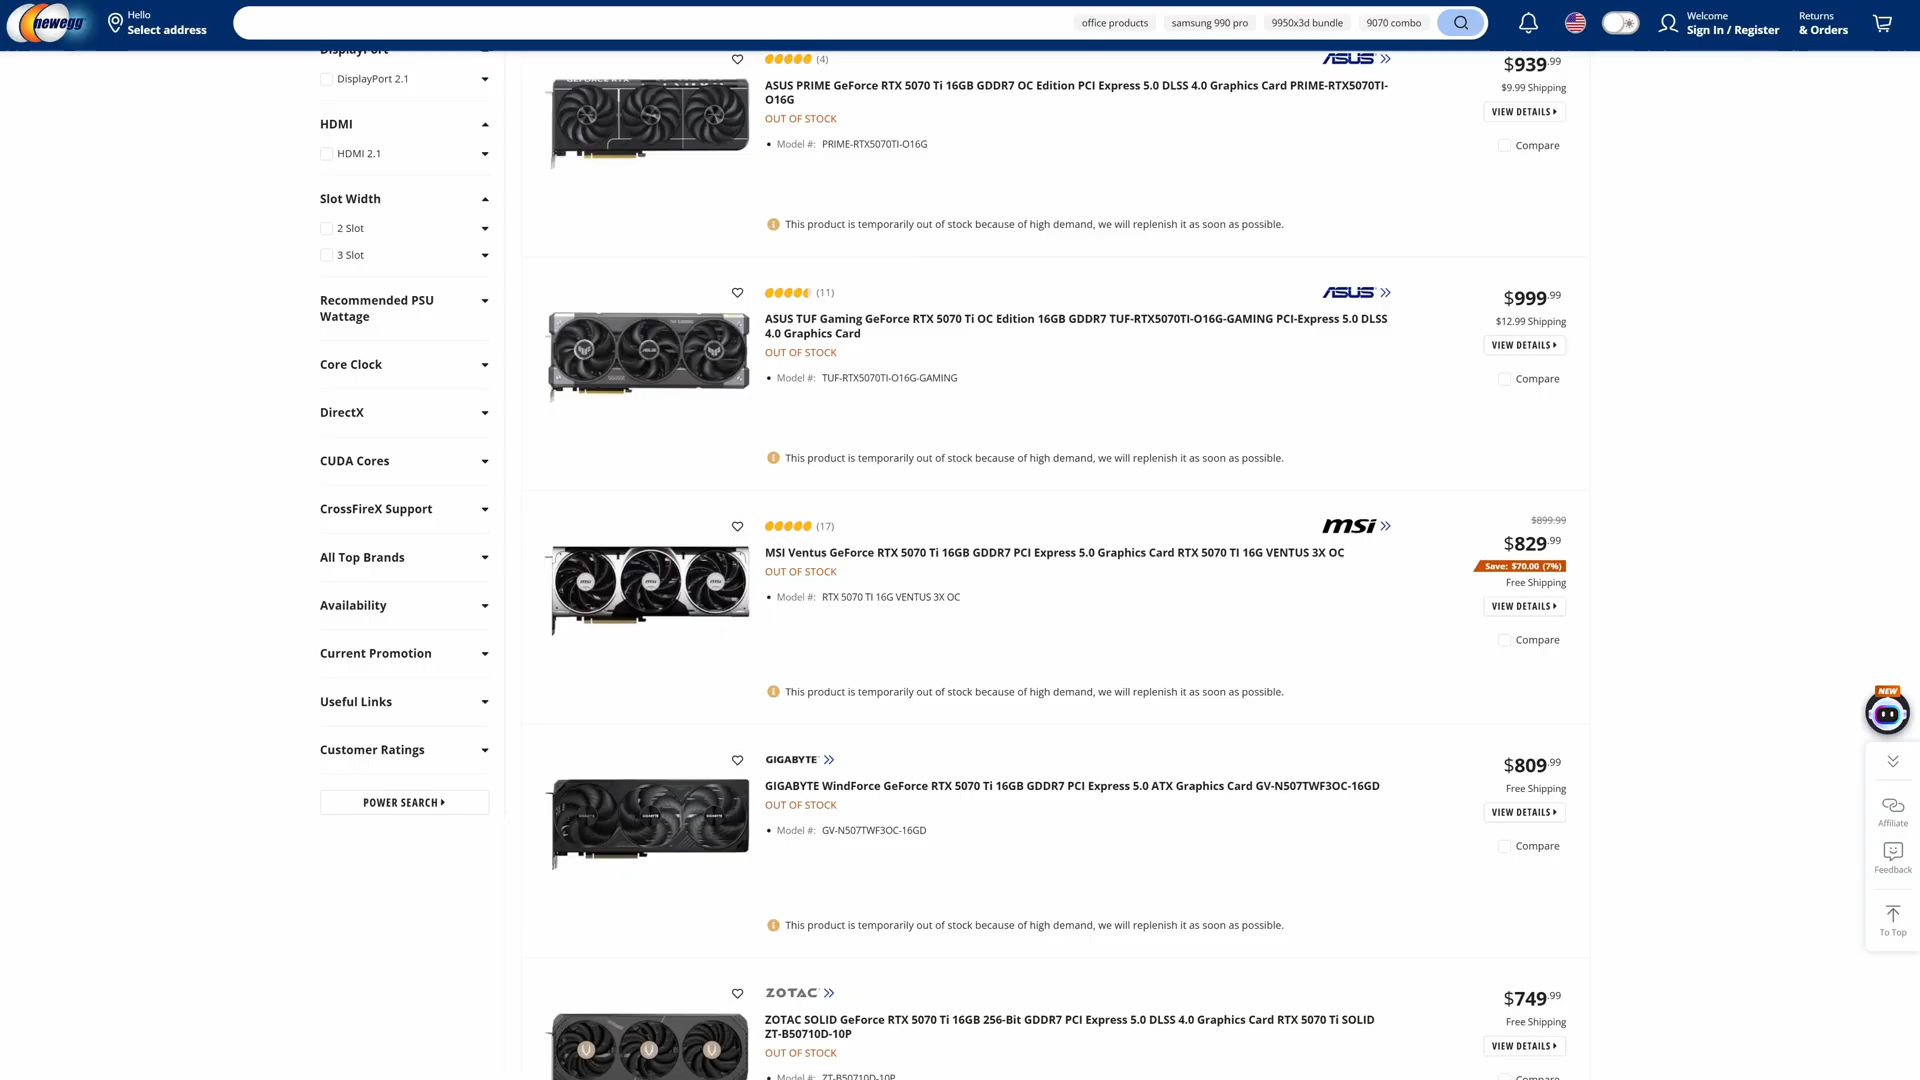 newegg
Hello
Select address
office products
samsung 990 pro
9950x3d bundle
9070 combo
Welcome
Sign In / Register
Returns
& Orders
DisplayPort
DisplayPort 2.1
HDMI
HDMI 2.1
Slot Width
2 Slot
3 Slot
Recommended PSU
Wattage
Core Clock
DirectX
CUDA Cores
CrossFireX Support
All Top Brands
Availability
Current Promotion
Useful Links
Customer Ratings
POWER SEARCH
(4)
ASUS
ASUS PRIME GeForce RTX 5070 Ti 16GB GDDR7 OC Edition PCI Express 5.0 DLSS 4.0 Graphics Card PRIME-RTX5070TI-
O16G
OUT OF STOCK
Model #: PRIME-RTX5070TI-O16G
This product is temporarily out of stock because of high demand, we will replenish it as soon as possible.
$939.99
$9.99 Shipping
VIEW DETAILS
Compare
(11)
ASUS
ASUS TUF Gaming GeForce RTX 5070 Ti OC Edition 16GB GDDR7 TUF-RTX5070TI-O16G-GAMING PCI-Express 5.0 DLSS
4.0 Graphics Card
OUT OF STOCK
Model #: TUF-RTX5070TI-O16G-GAMING
This product is temporarily out of stock because of high demand, we will replenish it as soon as possible.
$999.99
$12.99 Shipping
VIEW DETAILS
Compare
(17)
msi
MSI Ventus GeForce RTX 5070 Ti 16GB GDDR7 PCI Express 5.0 Graphics Card RTX 5070 TI 16G VENTUS 3X OC
OUT OF STOCK
Model #: RTX 5070 TI 16G VENTUS 3X OC
This product is temporarily out of stock because of high demand, we will replenish it as soon as possible.
$899.99
$829.99
Save: $70.00 (7%)
Free Shipping
VIEW DETAILS
Compare
GIGABYTE
GIGABYTE WindForce GeForce RTX 5070 Ti 16GB GDDR7 PCI Express 5.0 ATX Graphics Card GV-N507TWF3OC-16GD
OUT OF STOCK
Model #: GV-N507TWF3OC-16GD
This product is temporarily out of stock because of high demand, we will replenish it as soon as possible.
$809.99
Free Shipping
VIEW DETAILS
Compare
ZOTAC
ZOTAC SOLID GeForce RTX 5070 Ti 16GB 256-Bit GDDR7 PCI Express 5.0 DLSS 4.0 Graphics Card RTX 5070 Ti SOLID
ZT-B50710D-10P
OUT OF STOCK
Model #: ZT-B50710D-10P
$749.99
Free Shipping
VIEW DETAILS
Compare
NEW
Affiliate
Feedback
To Top